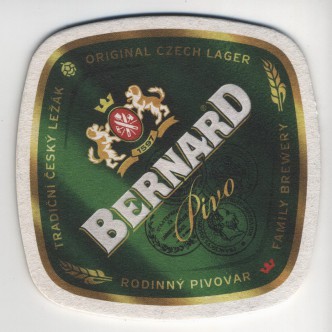 ORIGINAL CZECH LAGER
TRADIČNÍ ČESKÝ LEŽÁK
1597
BERNARD
Pivo
FAMILY BREWERY
RODINNÝ PIVOVAR